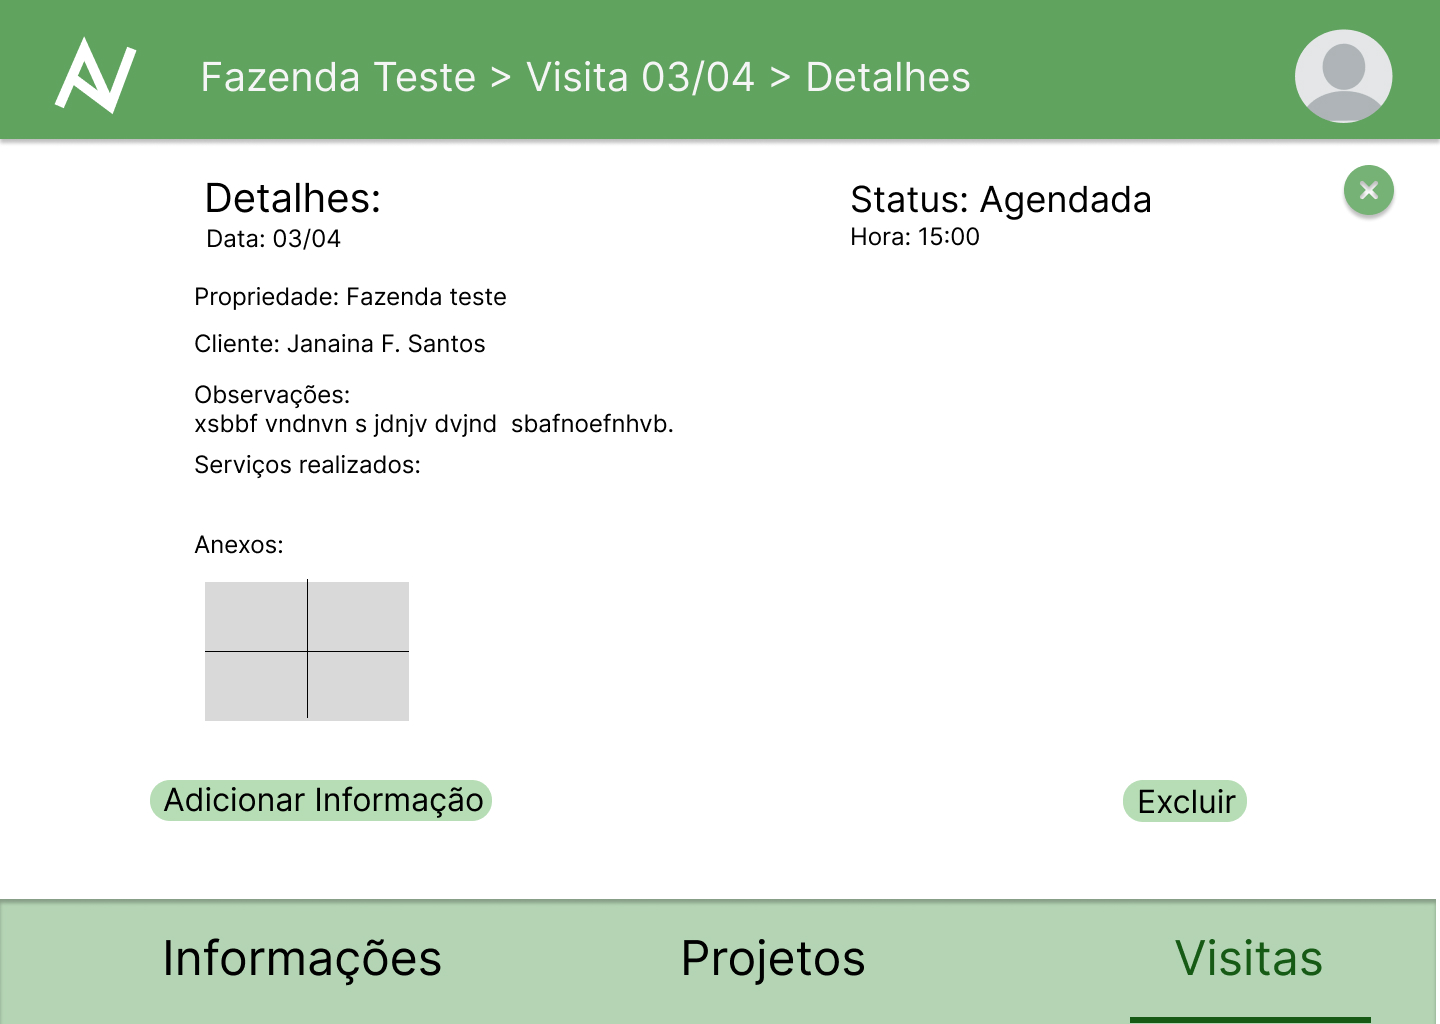 Fazenda Teste > Visita 03/04 > Detalhes
Detalhes:
Data: 03/04
Status: Agendada
Hora: 15:00
Propriedade: Fazenda teste
Cliente: Janaina F. Santos
Observações:
xsbbf vndnvn s jdnjv dvjnd  sbafnoefnhvb.
Serviços realizados:
Anexos:
Adicionar Informação
Excluir
Informações
Projetos
Visitas